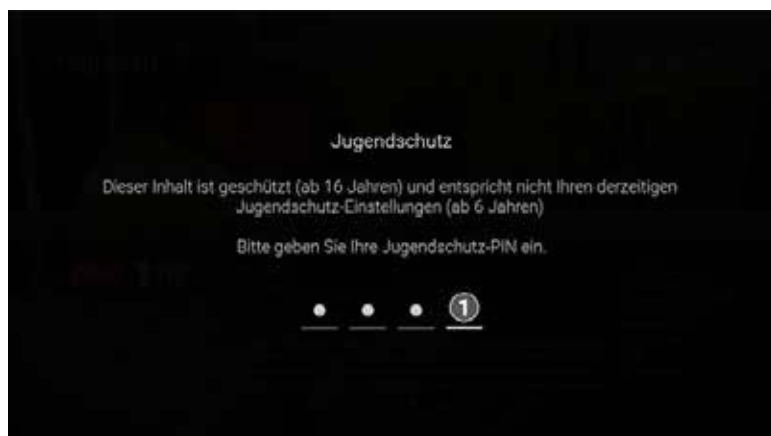 Jugendschutz
Dieser Inhalt ist geschützt (ab 16 Jahren) und entspricht nicht Ihren derzeitigen
Jugendschutz-Einstellungen (ab 6 Jahren)
Bitte geben Sie Ihre Jugendschutz-PIN ein.
1